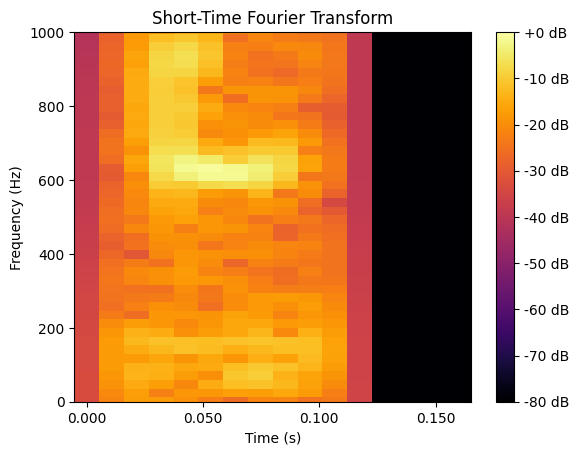 Short-Time Fourier Transform
1000
800
600
400
200
0
Frequency (Hz)
0.000
0.050
0.100
0.150
Time (s)
+0 dB
-10 dB
-20 dB
-30 dB
-40 dB
-50 dB
-60 dB
-70 dB
-80 dB